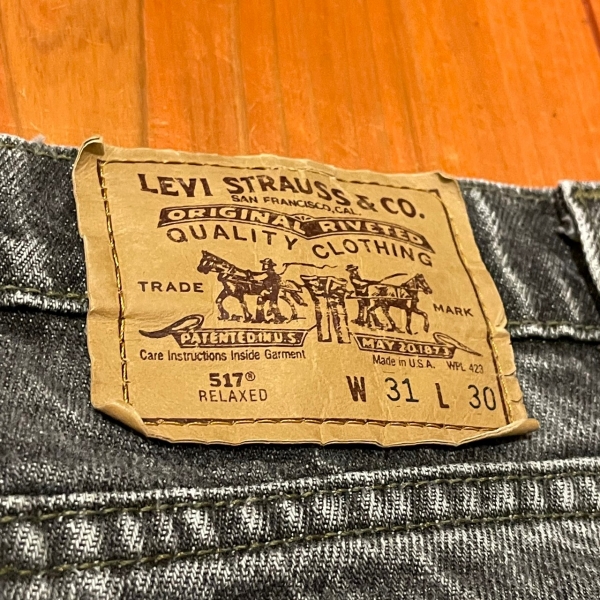 LEVI STRAUSS & CO.
SAN FRANCISCO, CAL.
ORIGINAL RIVETED
QUALITY CLOTHING
TRADE MARK
PATENTED IN U.S. MAY 20 1873
Care Instructions Inside Garment Made in U.S.A. WPL 423
517® W 31 L 30
RELAXED